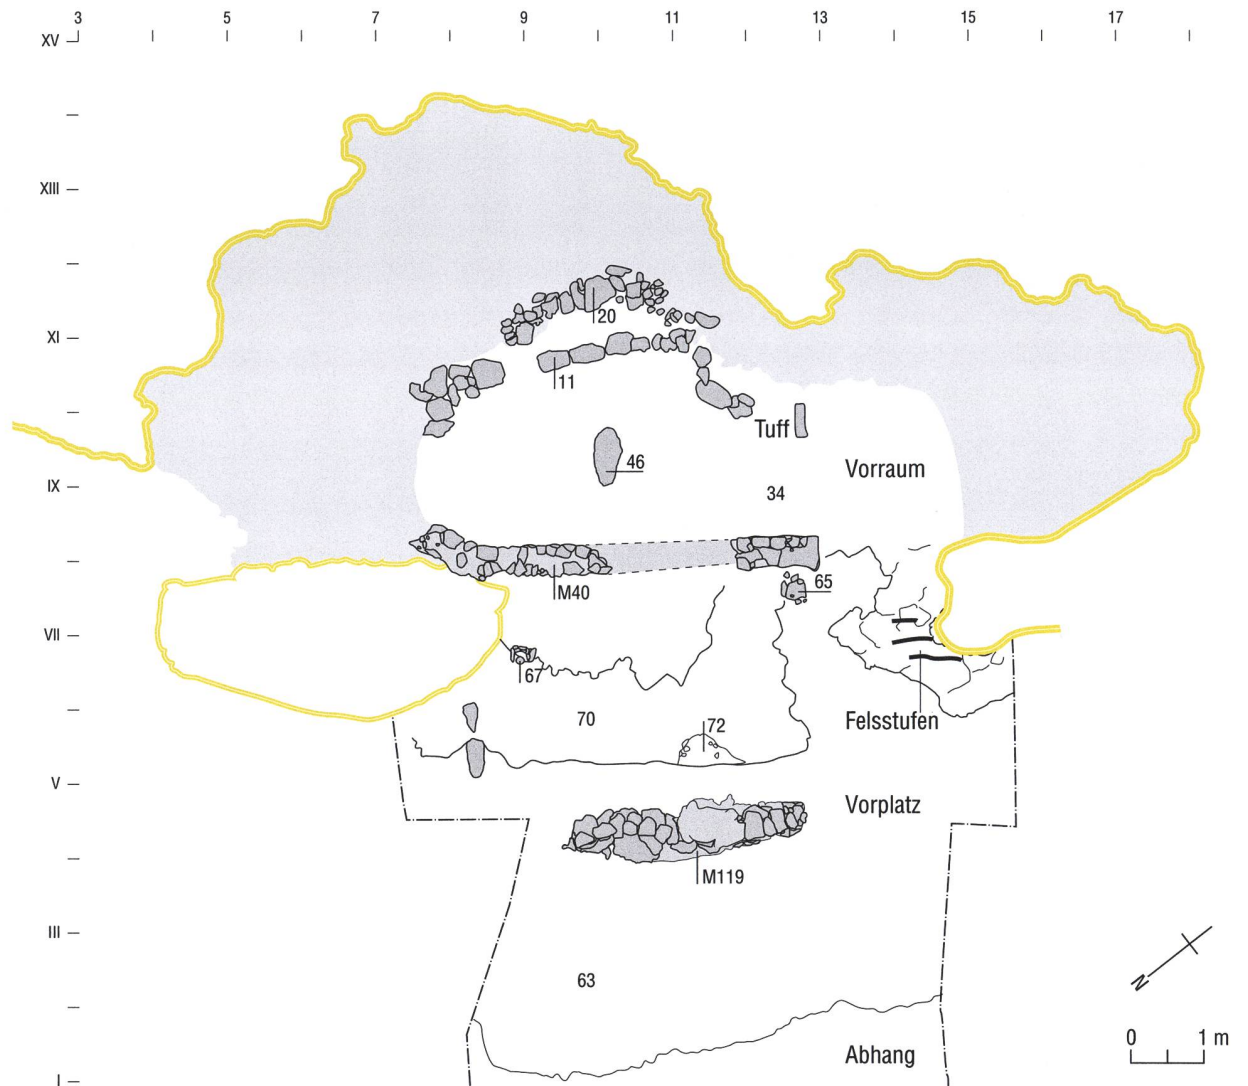 3 5 7 9 11 13 15 17
XV
XIII
20
XI
11
Tuff
46
Vorraum
IX
34
M40
65
VII
67
70
72
Felsstufen
V
Vorplatz
M119
III
63
N
0 1 m
Abhang
I